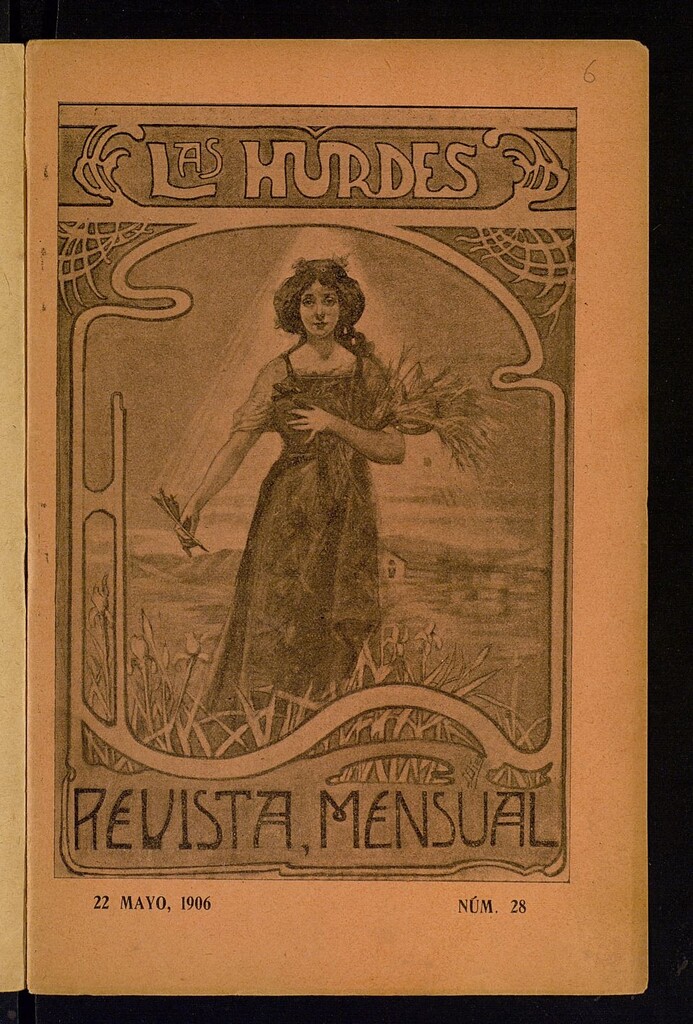 6
LAS HURDES
REVISTA, MENSUAL
22 MAYO, 1906 NÚM. 28